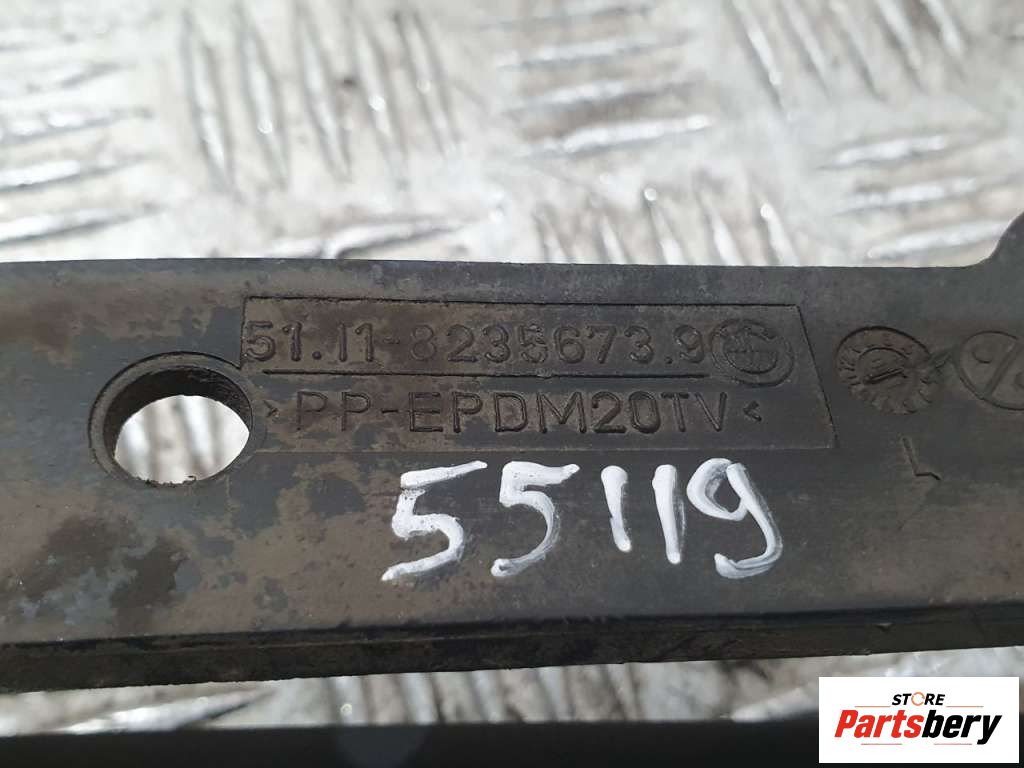 51.11-8235673.9
>PP-EPDM20TV<
55119
L
STORE
Partsbery